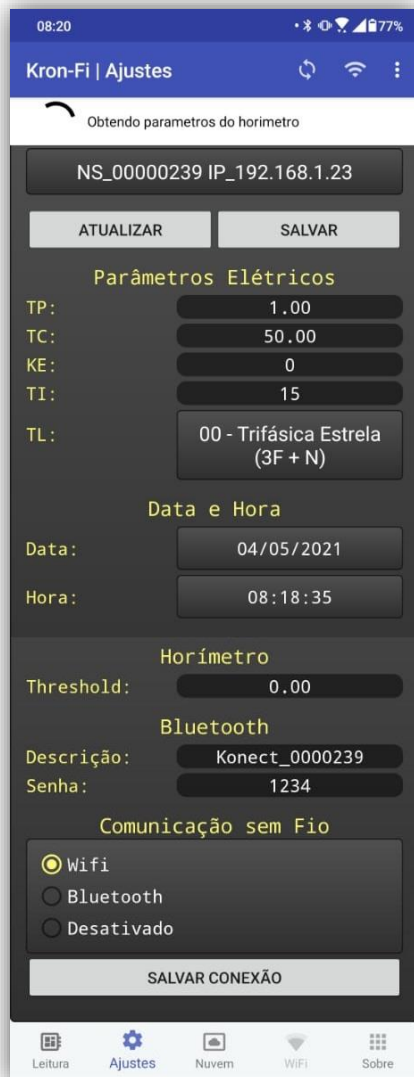 08:20
77%
Kron-Fi | Ajustes
Obtendo parametros do horimetro
NS_00000239 IP_192.168.1.23
ATUALIZAR SALVAR
Parâmetros Elétricos
TP: 1.00
TC: 50.00
KE: 0
TI: 15
TL: 00 - Trifásica Estrela
(3F + N)
Data e Hora
Data: 04/05/2021
Hora: 08:18:35
Horímetro
Threshold: 0.00
Bluetooth
Descrição: Konect_0000239
Senha: 1234
Comunicação sem Fio
Wifi
Bluetooth
Desativado
SALVAR CONEXÃO
Leitura Ajustes Nuvem WiFi Sobre